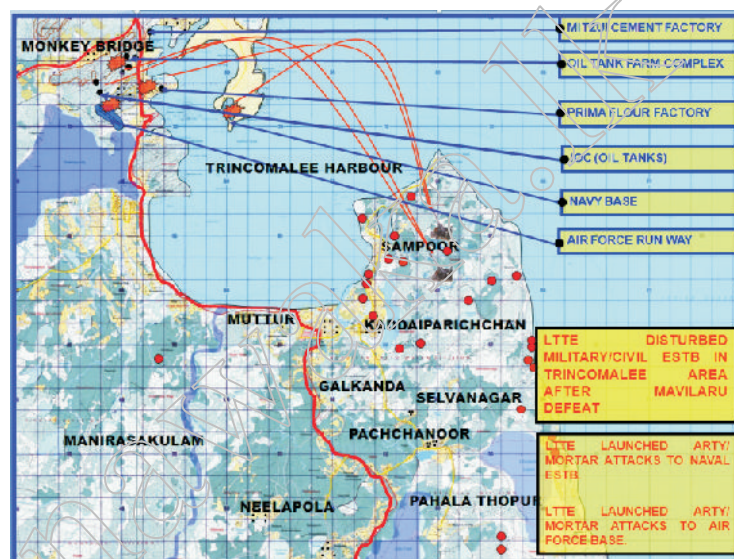 MITZUI CEMENT FACTORY
MONKEY BRIDGE
OIL TANK FARM COMPLEX
PRIMA FLOUR FACTORY
IOC (OIL TANKS)
TRINCOMALEE HARBOUR
NAVY BASE
AIR FORCE RUN WAY
SAMPOOR
MUTTUR
KADDAIPARICHCHAN
LTTE DISTURBED
MILITARY/CIVIL ESTB IN
TRINCOMALEE AREA
AFTER MAVILARU
DEFEAT
GALKANDA
SELVANAGAR
MANIRASAKULAM
PACHCHANOOR
LTTE LAUNCHED ARTY/
MORTAR ATTACKS TO NAVAL
ESTB
NEELAPOLA
PAHALA THOPUR
LTTE LAUNCHED ARTY/
MORTAR ATTACKS TO AIR
FORCE BASE.